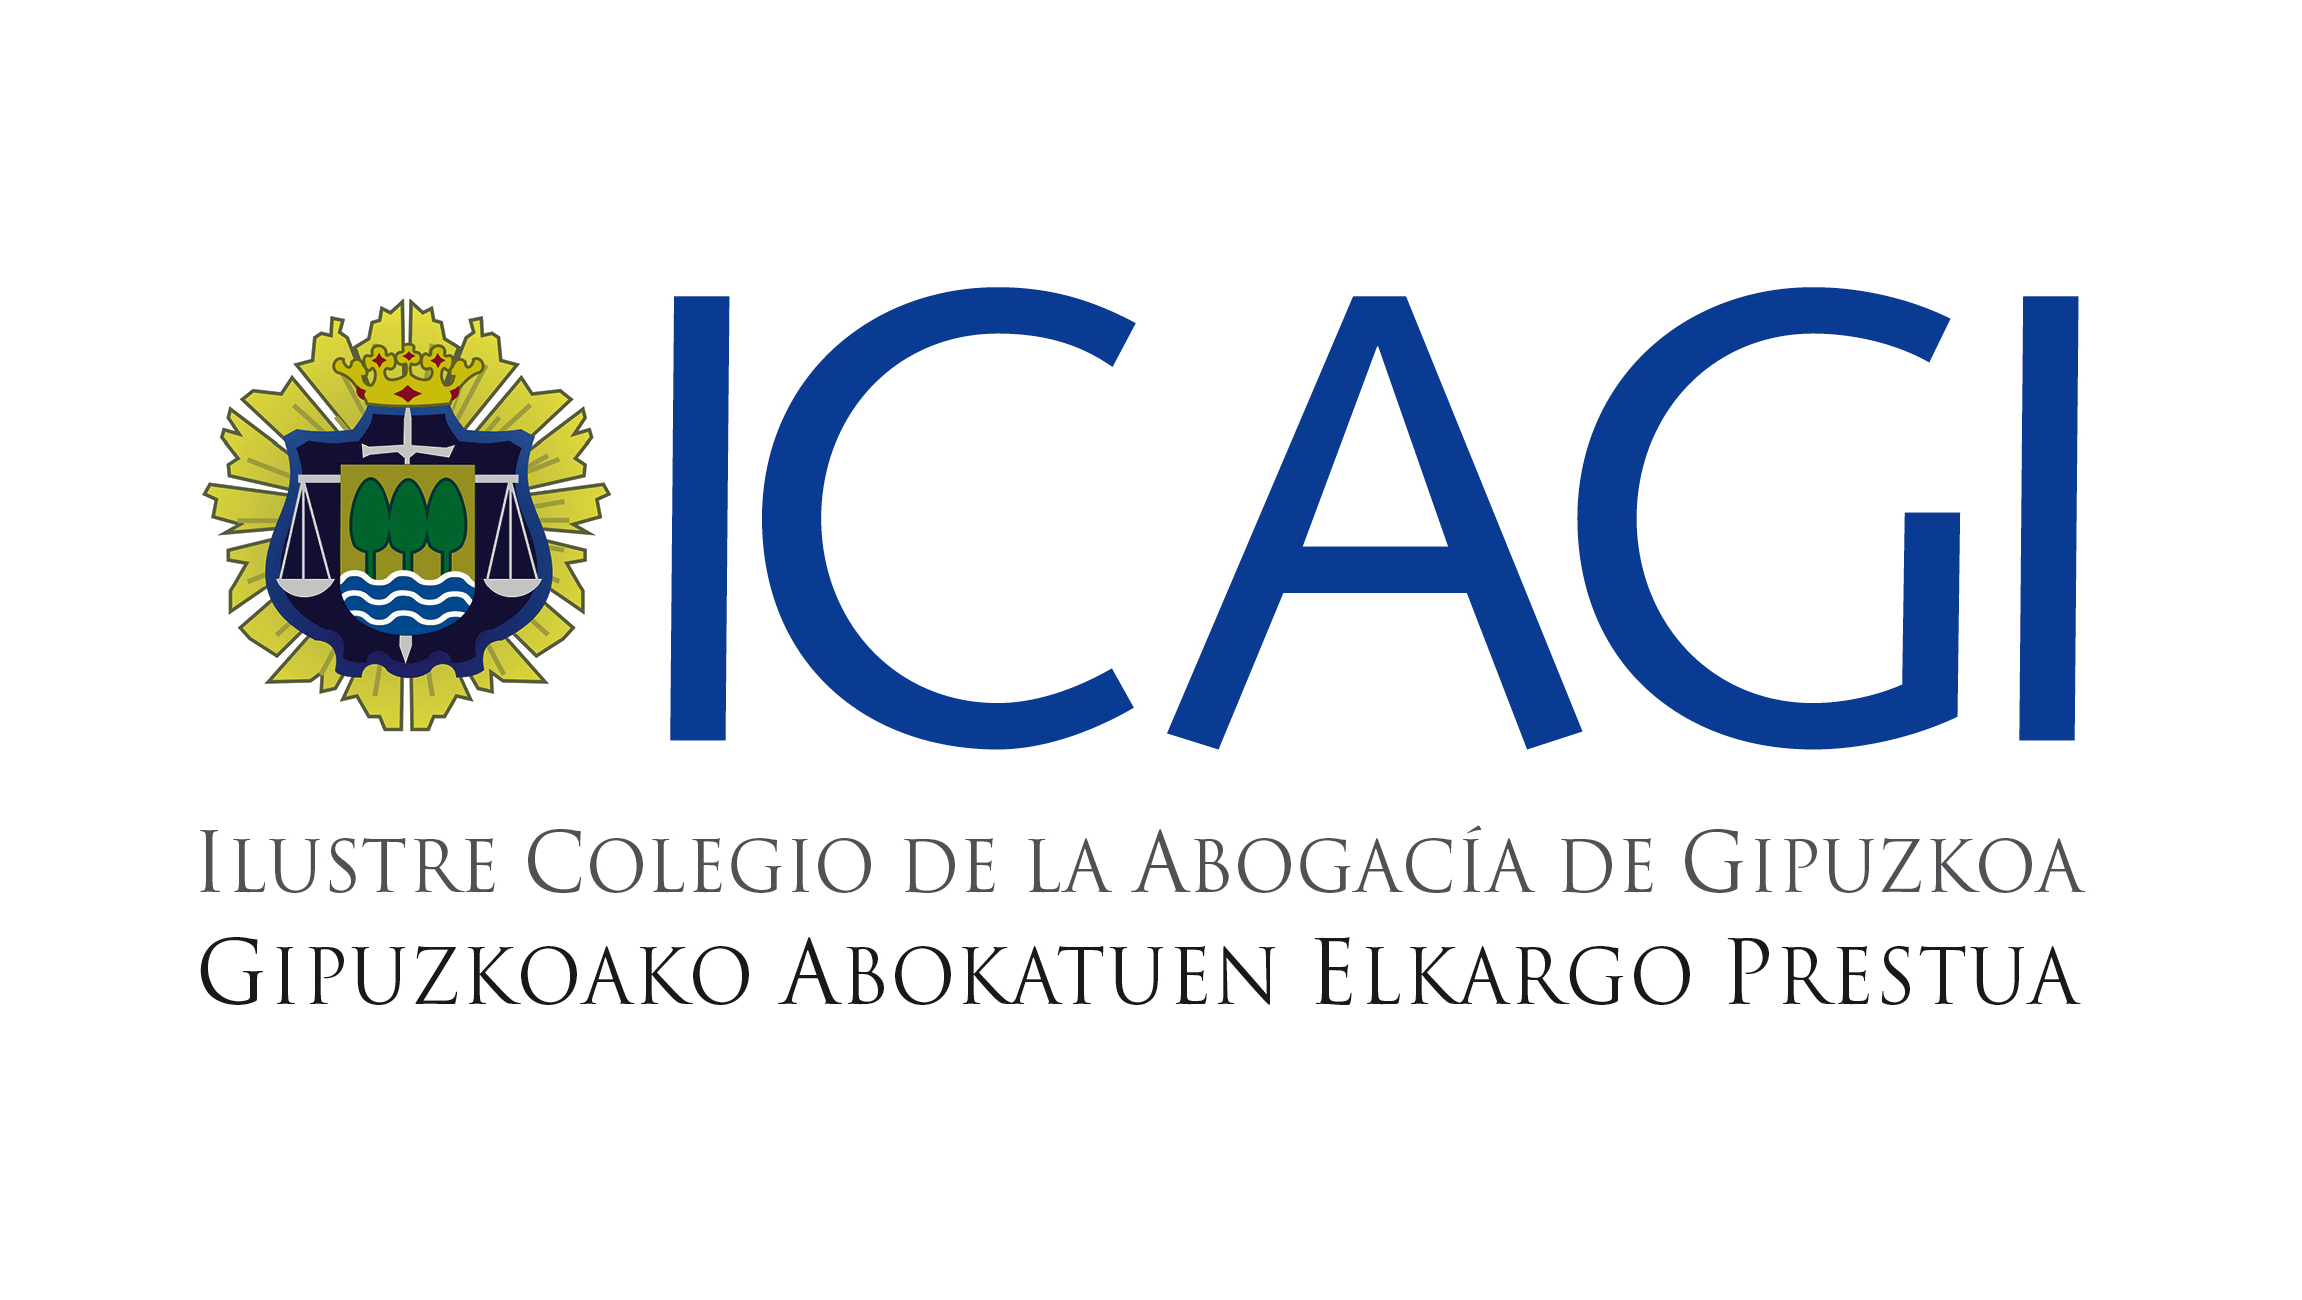 ICAGI
Ilustre Colegio de la Abogacía de Gipuzkoa
Gipuzkoako Abokatuen Elkargo Prestua